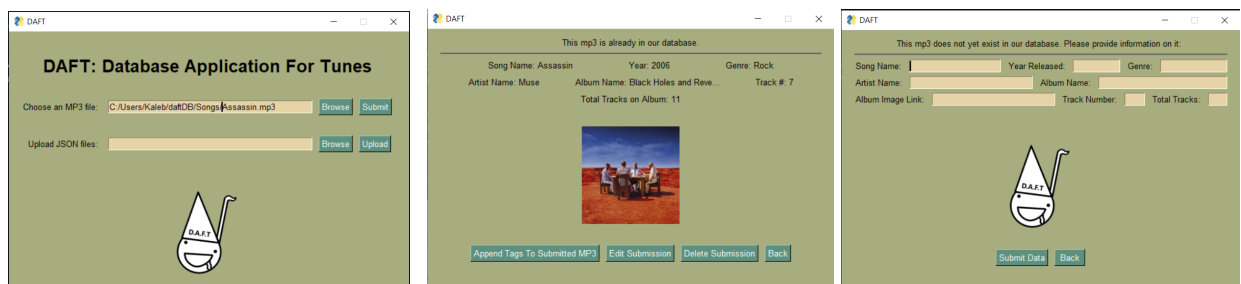 DAFT
DAFT: Database Application For Tunes
Choose an MP3 file: C:/Users/Kaleb/daftDB/Songs/Assassin.mp3 Browse Submit
Upload JSON files: Browse Upload
D.A.F.T
DAFT
This mp3 is already in our database.
Song Name: Assassin Year: 2006 Genre: Rock
Artist Name: Muse Album Name: Black Holes and Reve... Track #: 7
Total Tracks on Album: 11
Append Tags To Submitted MP3 Edit Submission Delete Submission Back
DAFT
This mp3 does not yet exist in our database. Please provide information on it:
Song Name: Year Released: Genre:
Artist Name: Album Name:
Album Image Link: Track Number: Total Tracks:
D.A.F.T
Submit Data Back